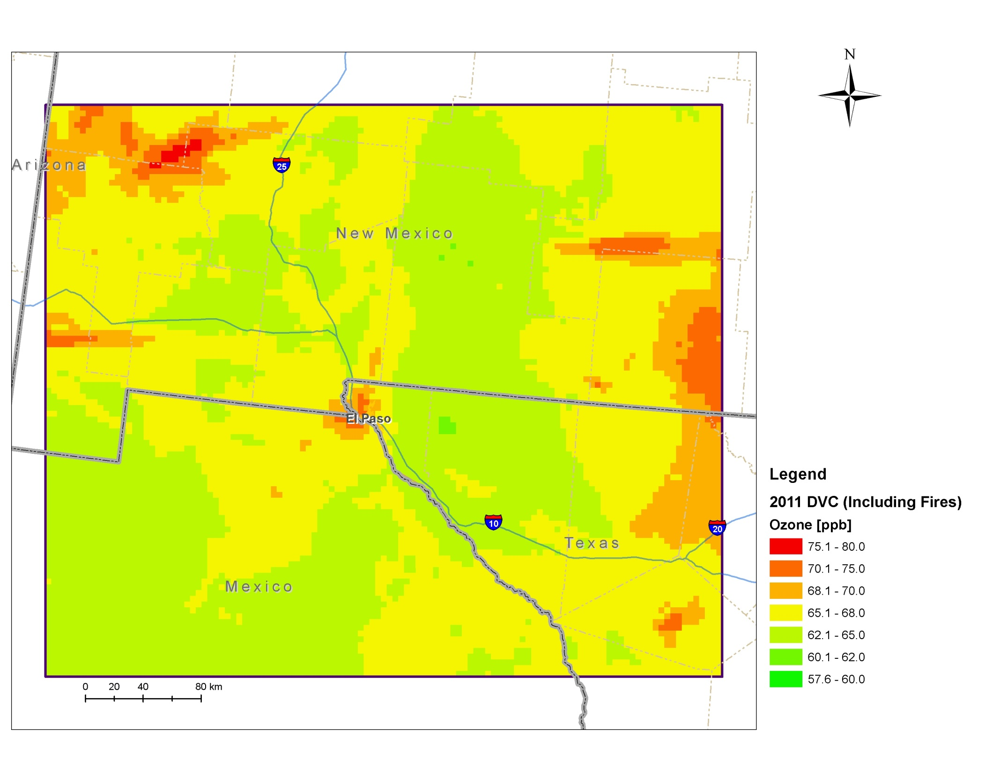 N
Arizona
25
New Mexico
El Paso
10
Texas
20
Mexico
0 20 40 80 km
Legend
2011 DVC (Including Fires)
Ozone [ppb]
75.1 - 80.0
70.1 - 75.0
68.1 - 70.0
65.1 - 68.0
62.1 - 65.0
60.1 - 62.0
57.6 - 60.0